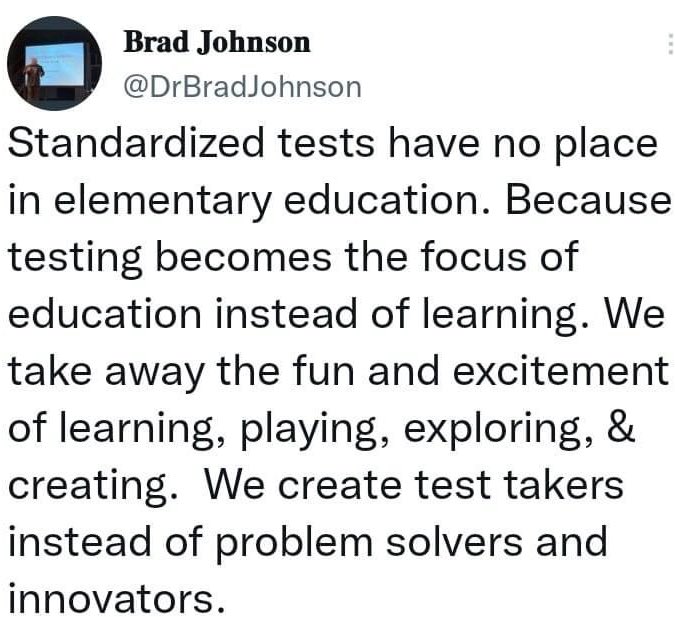 Brad Johnson
@DrBradJohnson
Standardized tests have no place
in elementary education. Because
testing becomes the focus of
education instead of learning. We
take away the fun and excitement
of learning, playing, exploring, &
creating.  We create test takers
instead of problem solvers and
innovators.